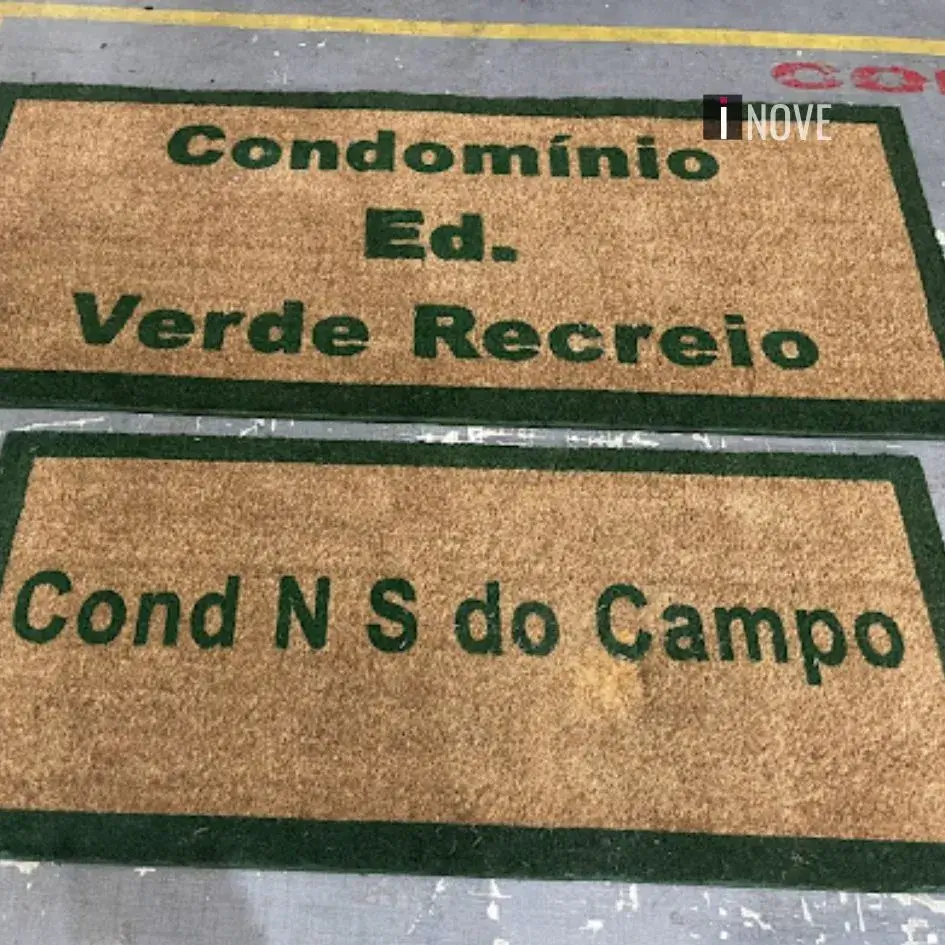 i NOVE
Condomínio
Ed.
Verde Recreio
Cond N S do Campo